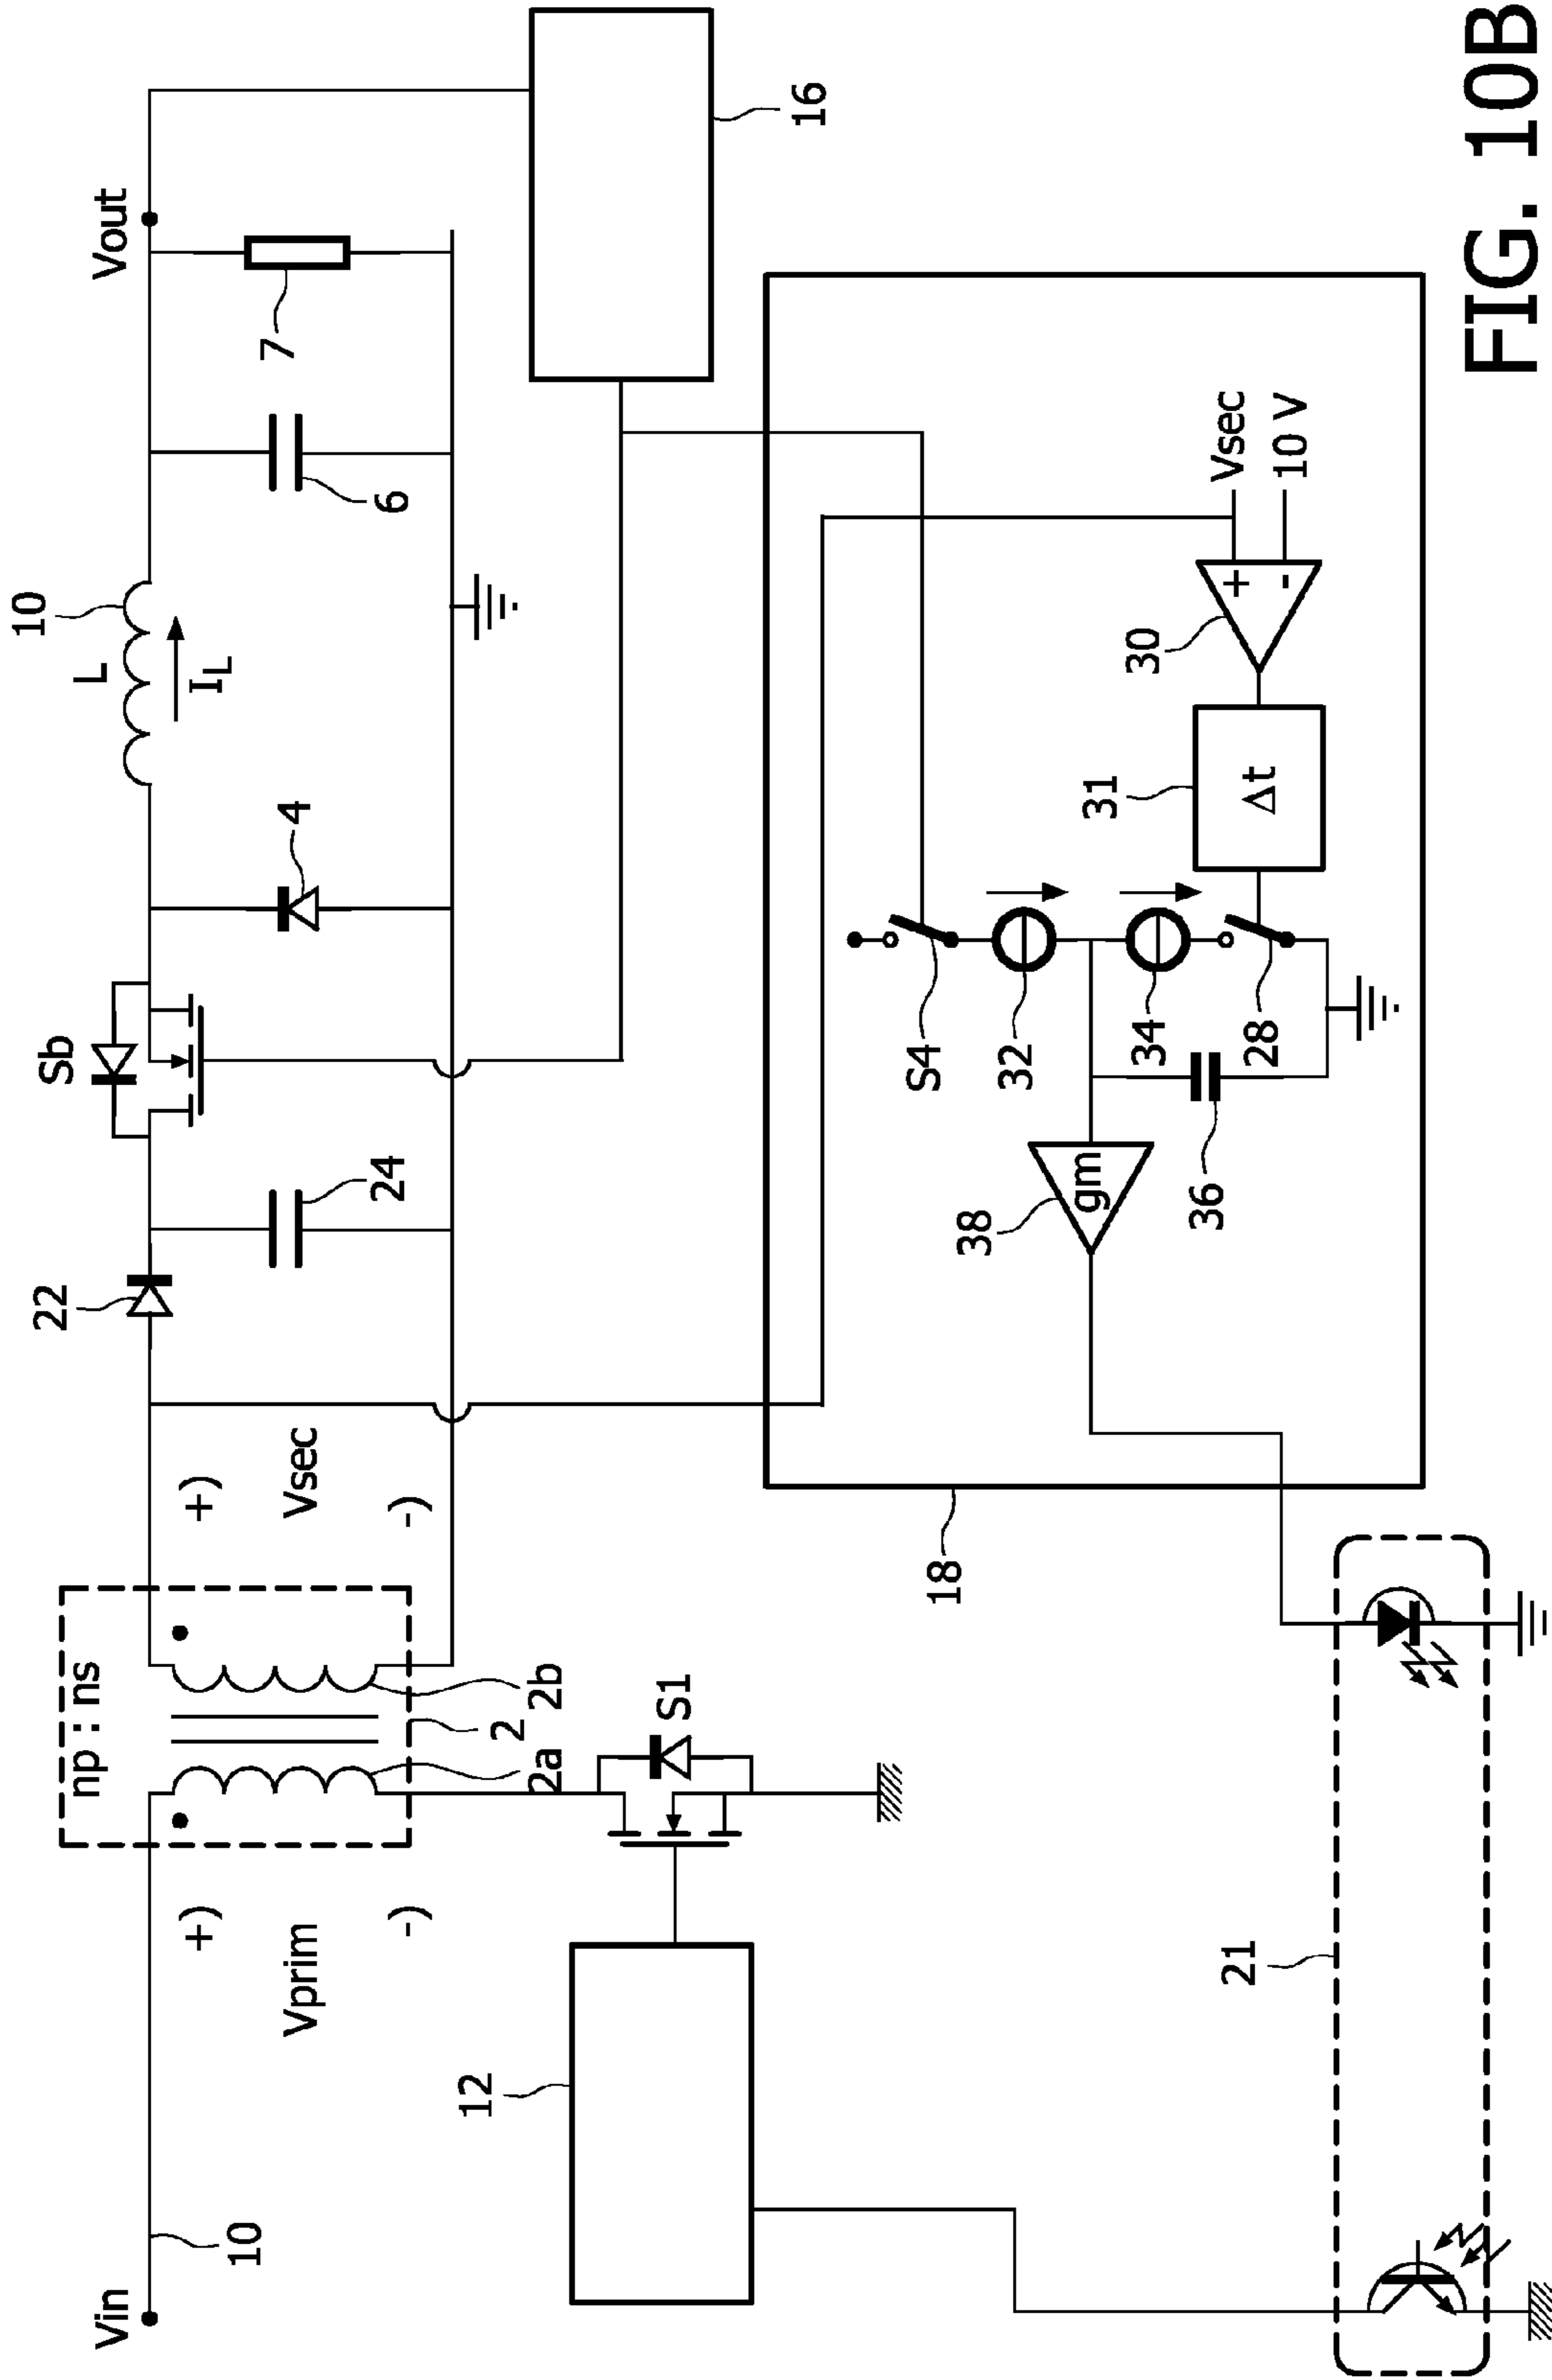 Vin
10
Vprim
+)
-)
np : ns
2a
2
2b
Vsec
+)
-)
22
24
Sb
4
L
10
I_L
6
7
Vout
12
S1
16
18
S4
32
34
28
36
38
gm
31
Δt
30
+
-
Vsec
10 V
21
FIG. 10B